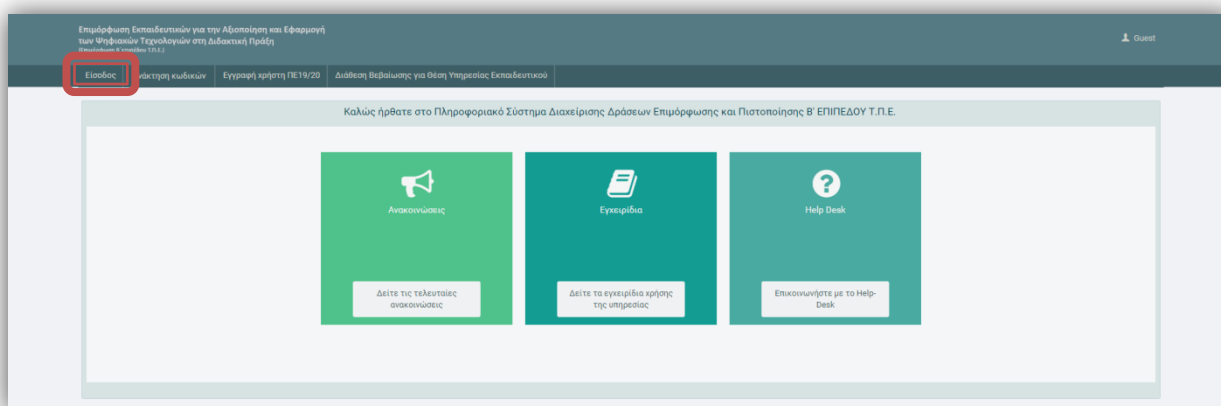 Επιμόρφωση Εκπαιδευτικών για την Αξιοποίηση και Εφαρμογή
των Ψηφιακών Τεχνολογιών στη Διδακτική Πράξη
(Επιμόρφωση Β΄ επιπέδου Τ.Π.Ε.)
Guest
Είσοδος νάκτηση κωδικών Εγγραφή χρήστη ΠΕ19/20 Διάθεση Βεβαίωσης για Θέση Υπηρεσίας Εκπαιδευτικού
Καλώς ήρθατε στο Πληροφοριακό Σύστημα Διαχείρισης Δράσεων Επιμόρφωσης και Πιστοποίησης Β' ΕΠΙΠΕΔΟΥ Τ.Π.Ε.
Ανακοινώσεις
Δείτε τις τελευταίες
ανακοινώσεις
Εγχειρίδια
Δείτε τα εγχειρίδια χρήσης
της υπηρεσίας
Help Desk
Επικοινωνήστε με το Help-
Desk